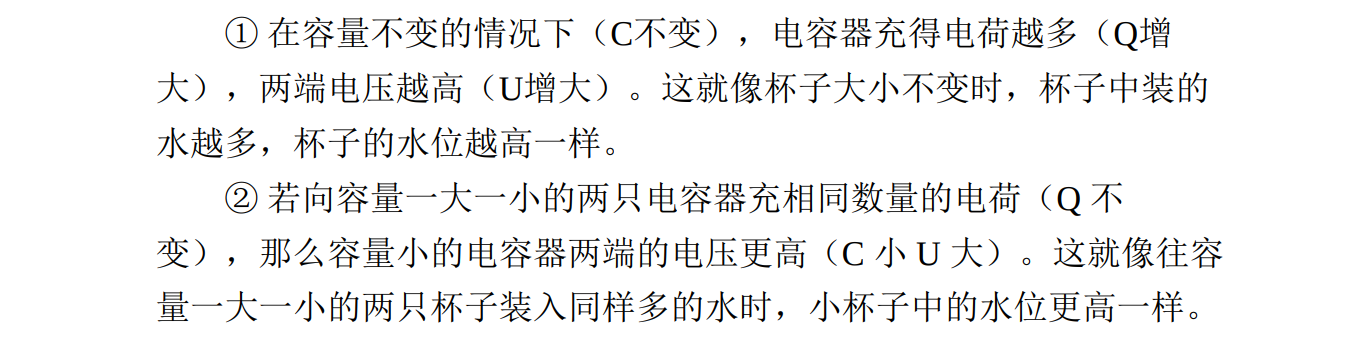 ① 在容量不变的情况下（C不变），电容器充得电荷越多（Q增
大），两端电压越高（U增大）。这就像杯子大小不变时，杯子中装的
水越多，杯子的水位越高一样。
② 若向容量一大一小的两只电容器充相同数量的电荷（Q 不
变），那么容量小的电容器两端的电压更高（C 小 U 大）。这就像往容
量一大一小的两只杯子装入同样多的水时，小杯子中的水位更高一样。